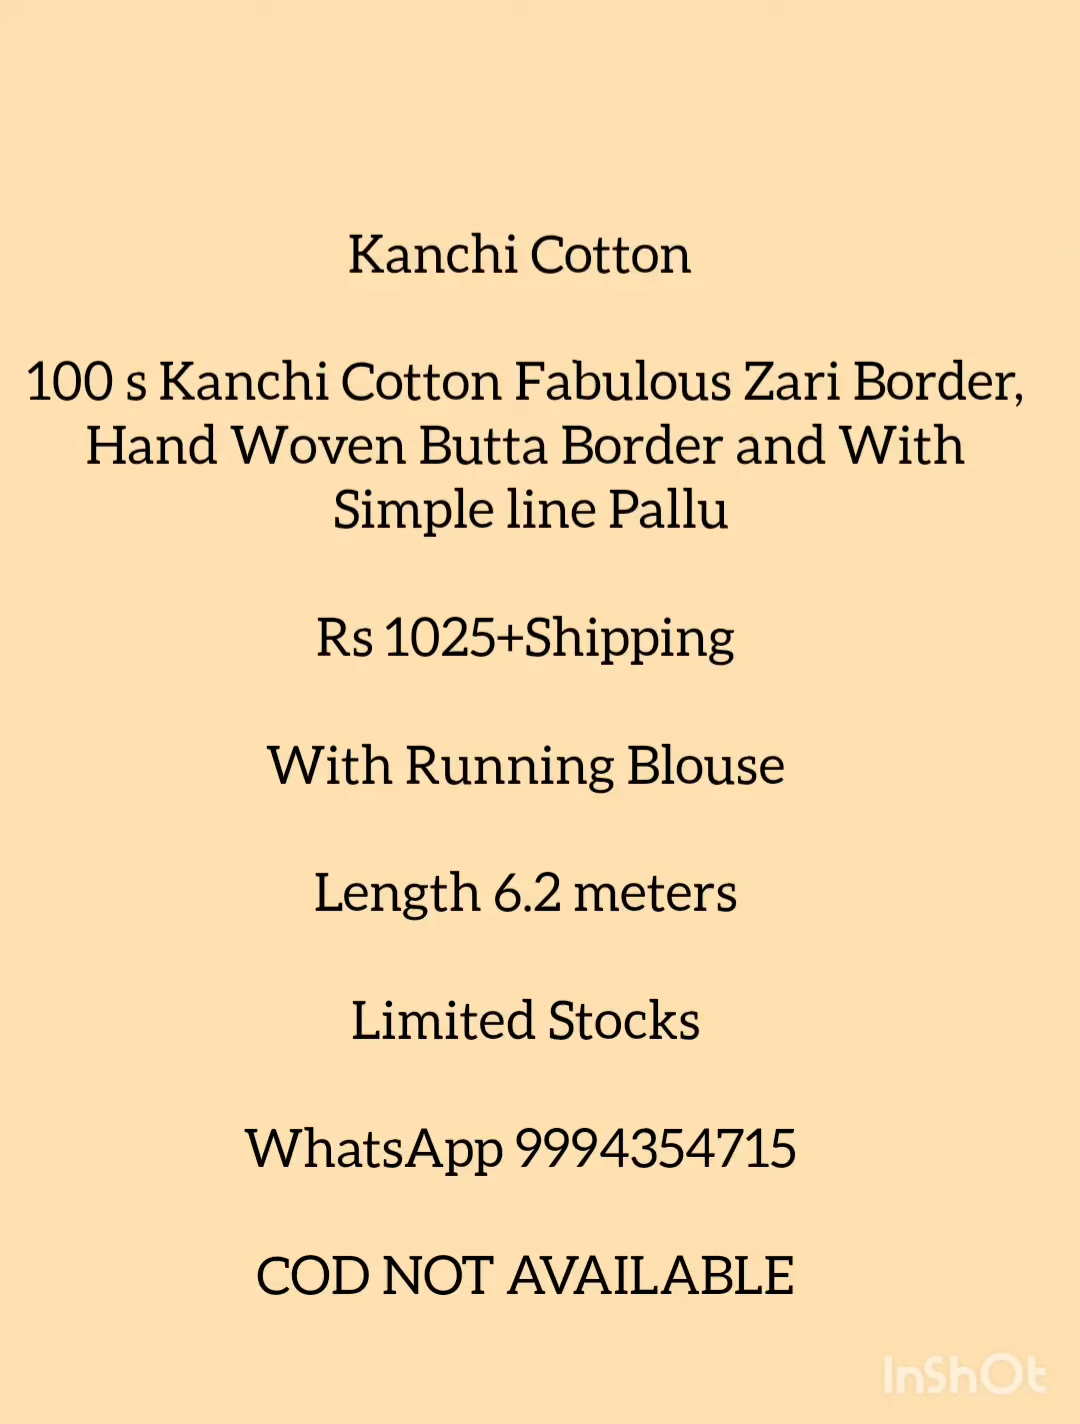 Kanchi Cotton
100 s Kanchi Cotton Fabulous Zari Border,
Hand Woven Butta Border and With
Simple line Pallu
Rs 1025+Shipping
With Running Blouse
Length 6.2 meters
Limited Stocks
WhatsApp 9994354715
COD NOT AVAILABLE
InShOt